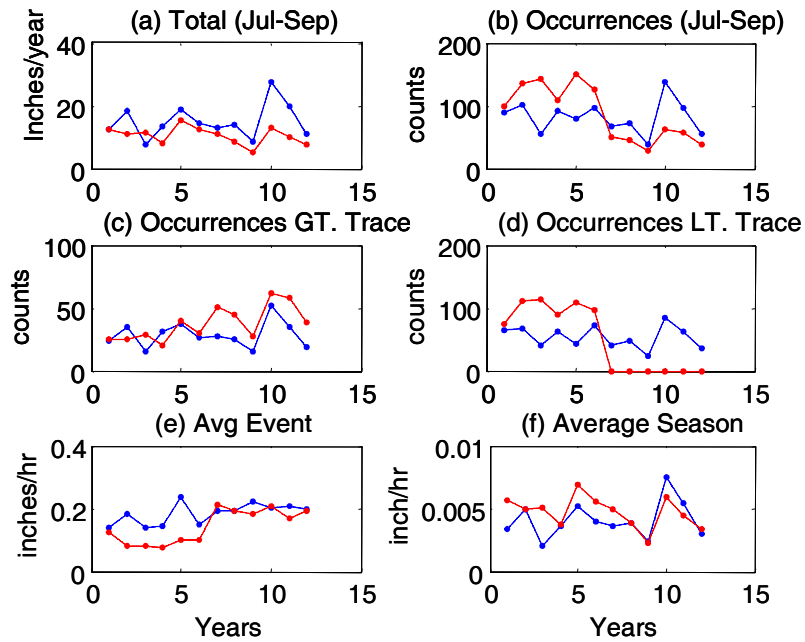 (a) Total (Jul-Sep)
(b) Occurrences (Jul-Sep)
40
20
0
Inches/year
0 5 10 15
200
100
0
counts
0 5 10 15
(c) Occurrences GT. Trace
(d) Occurrences LT. Trace
100
50
0
counts
0 5 10 15
200
100
0
counts
0 5 10 15
(e) Avg Event
(f) Average Season
0.4
0.2
0
inches/hr
0 5 10 15
Years
0.01
0.005
0
inch/hr
0 5 10 15
Years